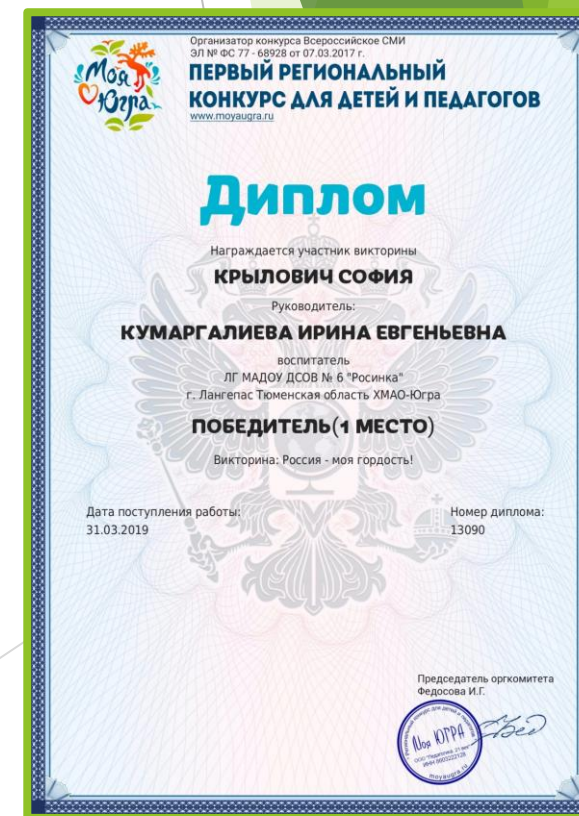 Моя
Югра
Организатор конкурса Всероссийское СМИ
ЭЛ № ФС 77 - 68928 от 07.03.2017 г.
ПЕРВЫЙ РЕГИОНАЛЬНЫЙ
КОНКУРС ДЛЯ ДЕТЕЙ И ПЕДАГОГОВ
www.moyaugra.ru
Диплом
Награждается участник викторины
КРЫЛОВИЧ СОФИЯ
Руководитель:
КУМАРГАЛИЕВА ИРИНА ЕВГЕНЬЕВНА
воспитатель
ЛГ МАДОУ ДСОВ № 6 "Росинка"
г. Лангепас Тюменская область ХМАО-Югра
ПОБЕДИТЕЛЬ(1 МЕСТО)
Викторина: Россия - моя гордость!
Дата поступления работы:
31.03.2019
Номер диплома:
13090
Председатель оргкомитета
Федосова И.Г.
Моя ЮГРА
moyaugra.ru